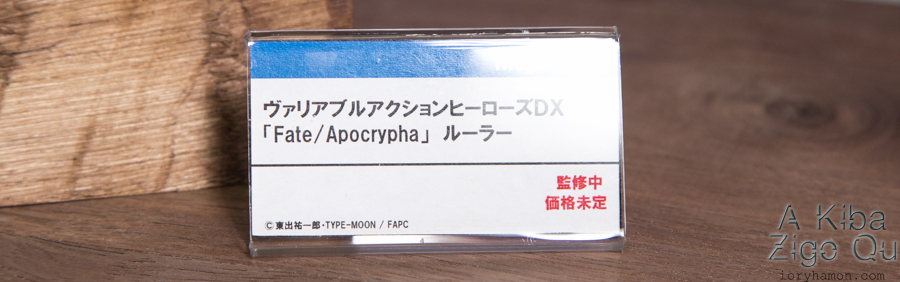 ヴァリアブルアクションヒーローズDX
「Fate/Apocrypha」 ルーラー
監修中
価格未定
©東出祐一郎・TYPE-MOON / FAPC
A Kiba
Zigo Qu
ioryhamon.com